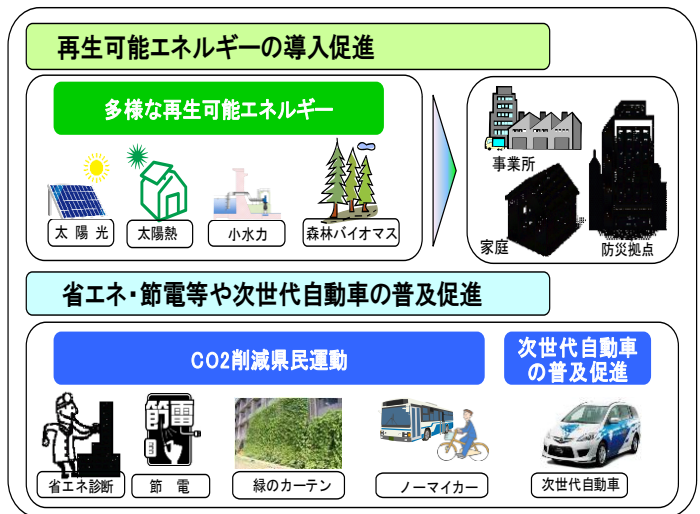 再生可能エネルギーの導入促進
多様な再生可能エネルギー
太陽光
太陽熱
小水力
森林バイオマス
事業所
家庭
防災拠点
省エネ・節電等や次世代自動車の普及促進
CO2削減県民運動
次世代自動車
の普及促進
節電
省エネ診断
節電
緑のカーテン
ノーマイカー
次世代自動車